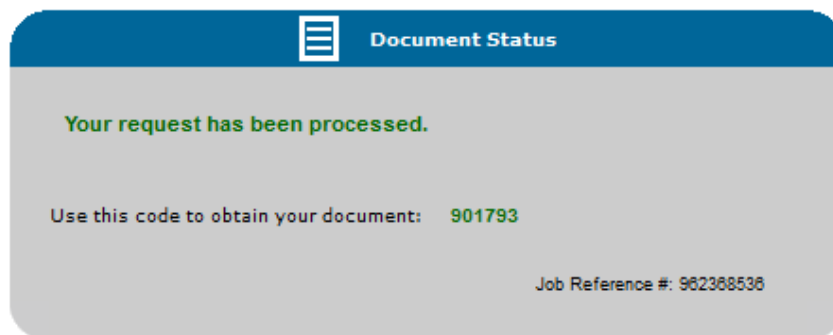 Document Status
Your request has been processed.
Use this code to obtain your document: 901793
Job Reference #: 962368536